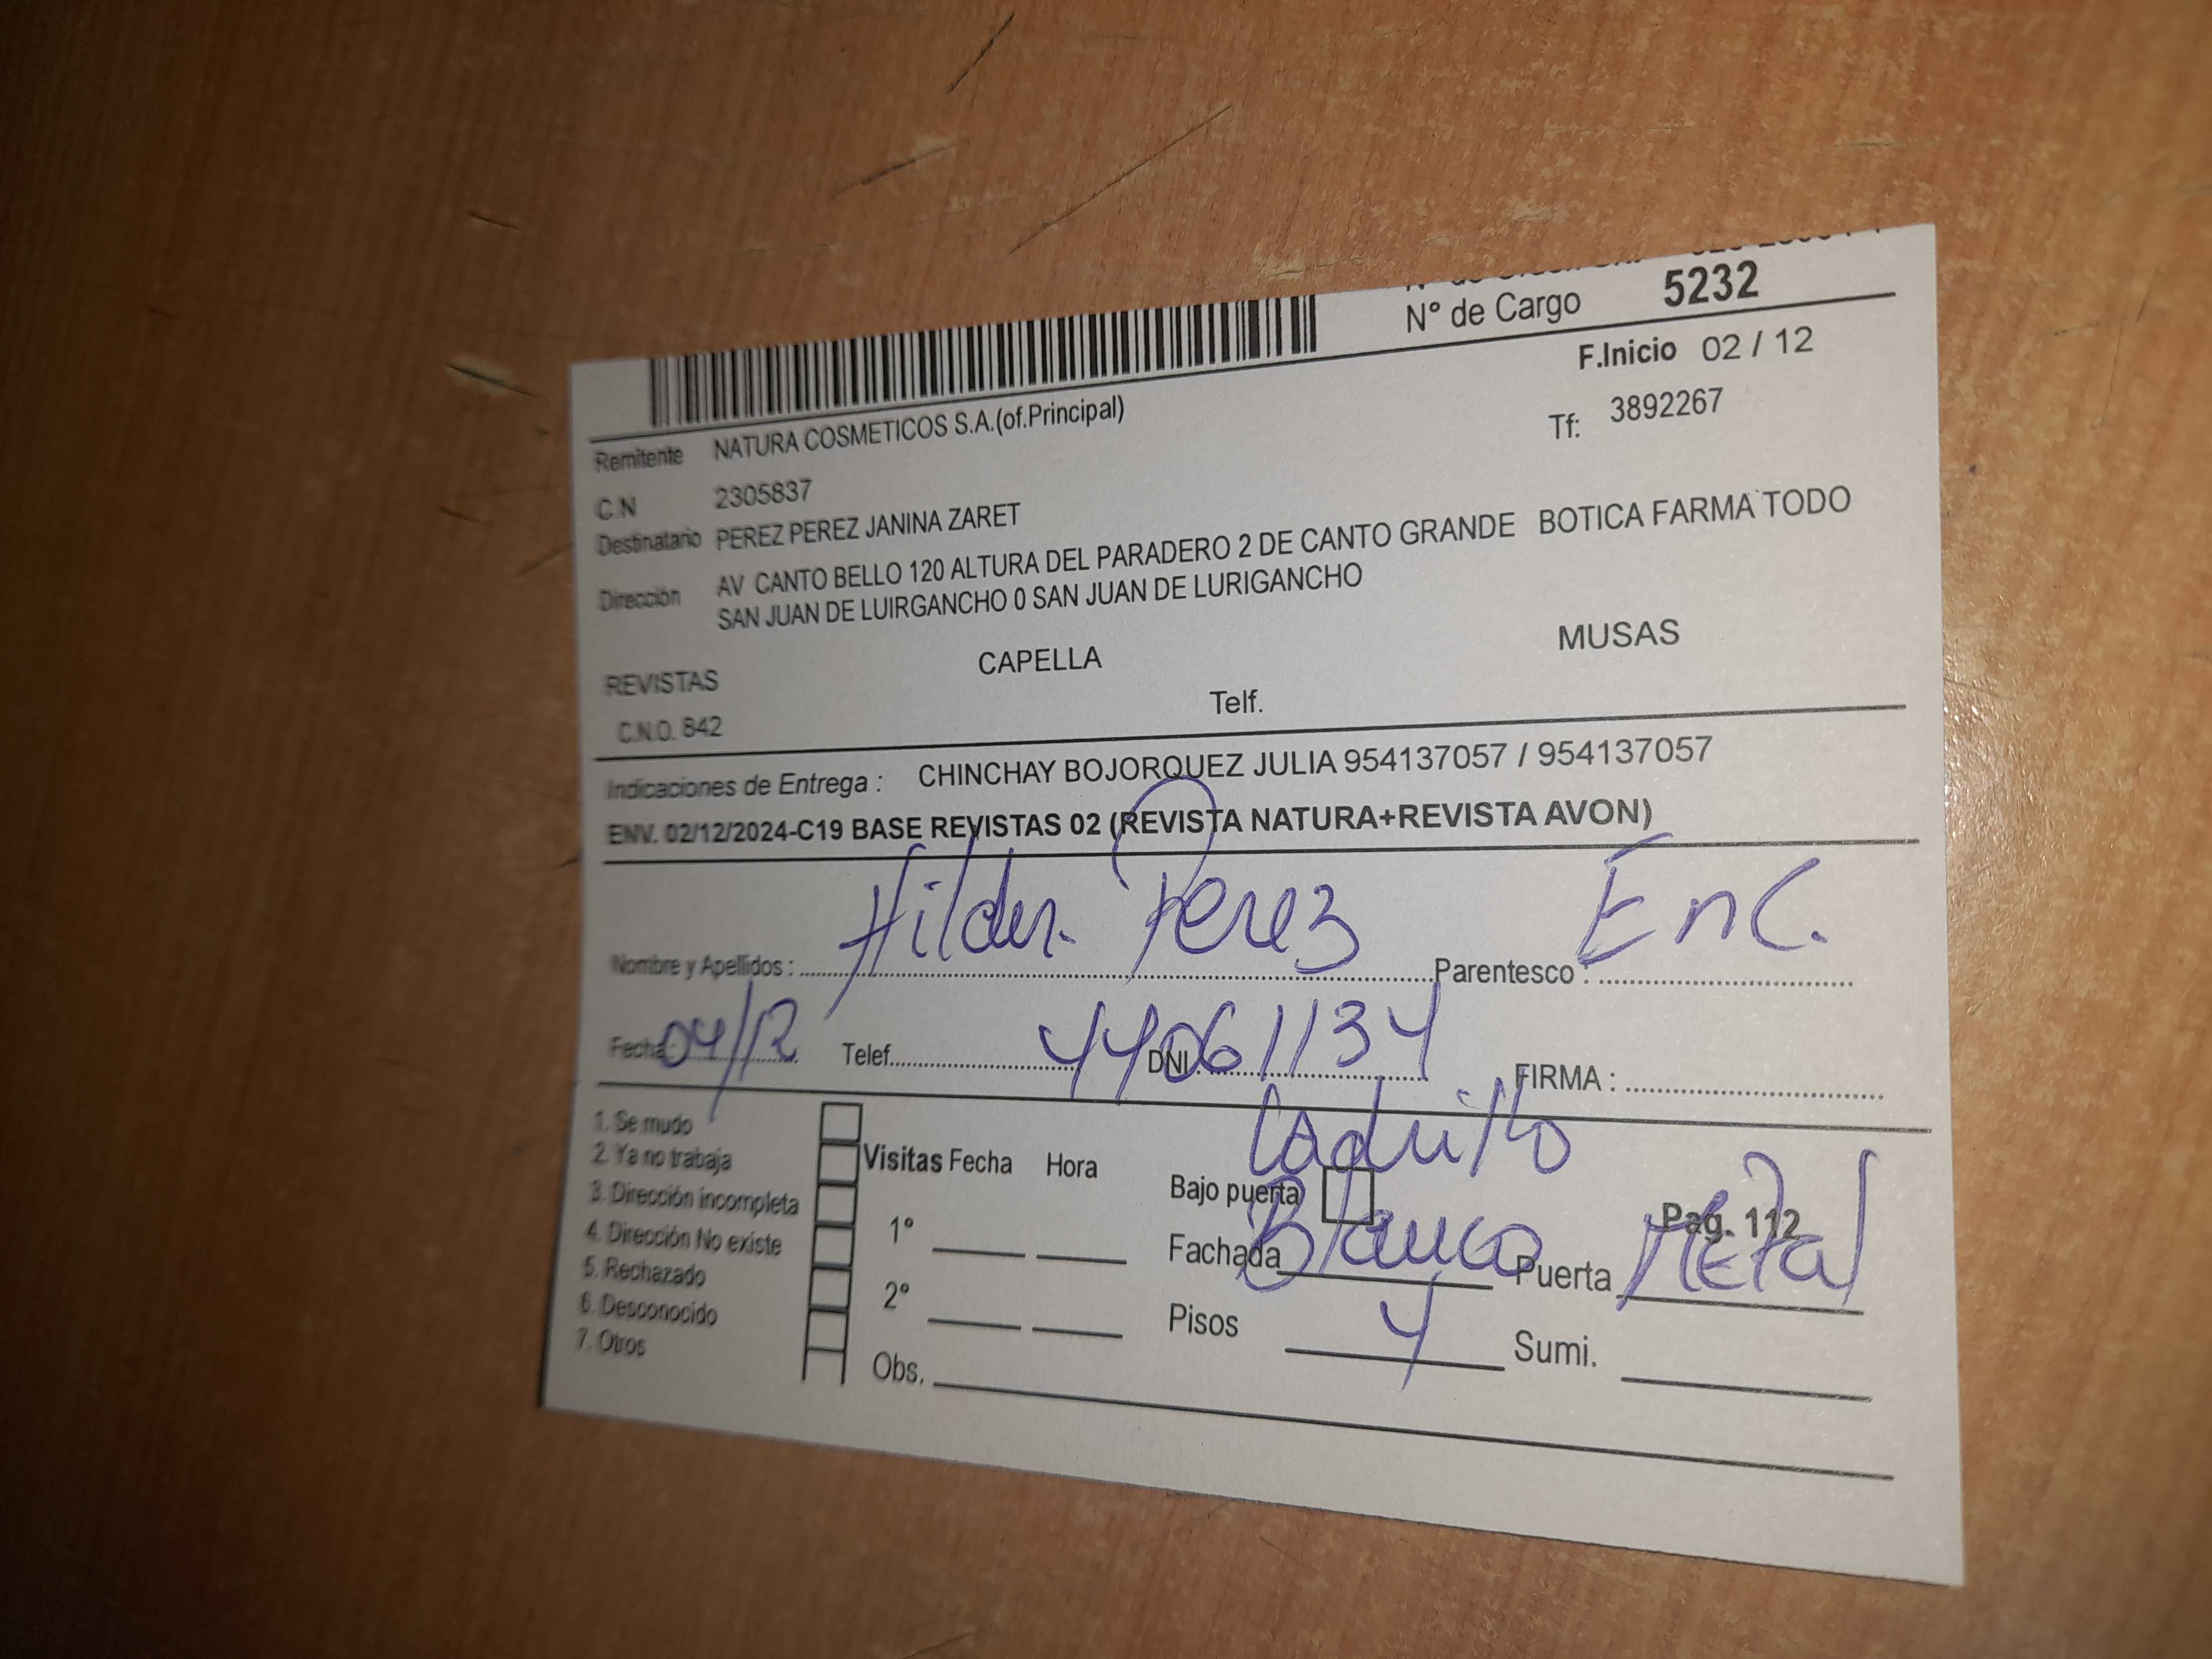 N° de Cargo 5232
F.Inicio 02 / 12
Remitente NATURA COSMETICOS S.A.(of.Principal) Tf: 3892267
C.N 2305837
Destinatario PEREZ PEREZ JANINA ZARET
Dirección AV CANTO BELLO 120 ALTURA DEL PARADERO 2 DE CANTO GRANDE BOTICA FARMA TODO
SAN JUAN DE LUIRGANCHO 0 SAN JUAN DE LURIGANCHO
REVISTAS CAPELLA MUSAS
C.N.O. 842 Telf.
Indicaciones de Entrega : CHINCHAY BOJORQUEZ JULIA 954137057 / 954137057
ENV. 02/12/2024-C19 BASE REVISTAS 02 (REVISTA NATURA+REVISTA AVON)
Nombre y Apellidos : Hilder Perez Parentesco : Enc.
Fecha: 04/12 Telef. DNI. 44061134 FIRMA :
1. Se mudo
2. Ya no trabaja Visitas Fecha Hora Ladrillo
3. Dirección incompleta Bajo puerta
4. Dirección No existe 1° Fachada Blanco Puerta Metal Pag. 112
5. Rechazado
6. Desconocido 2° Pisos 4 Sumi.
7. Otros Obs.